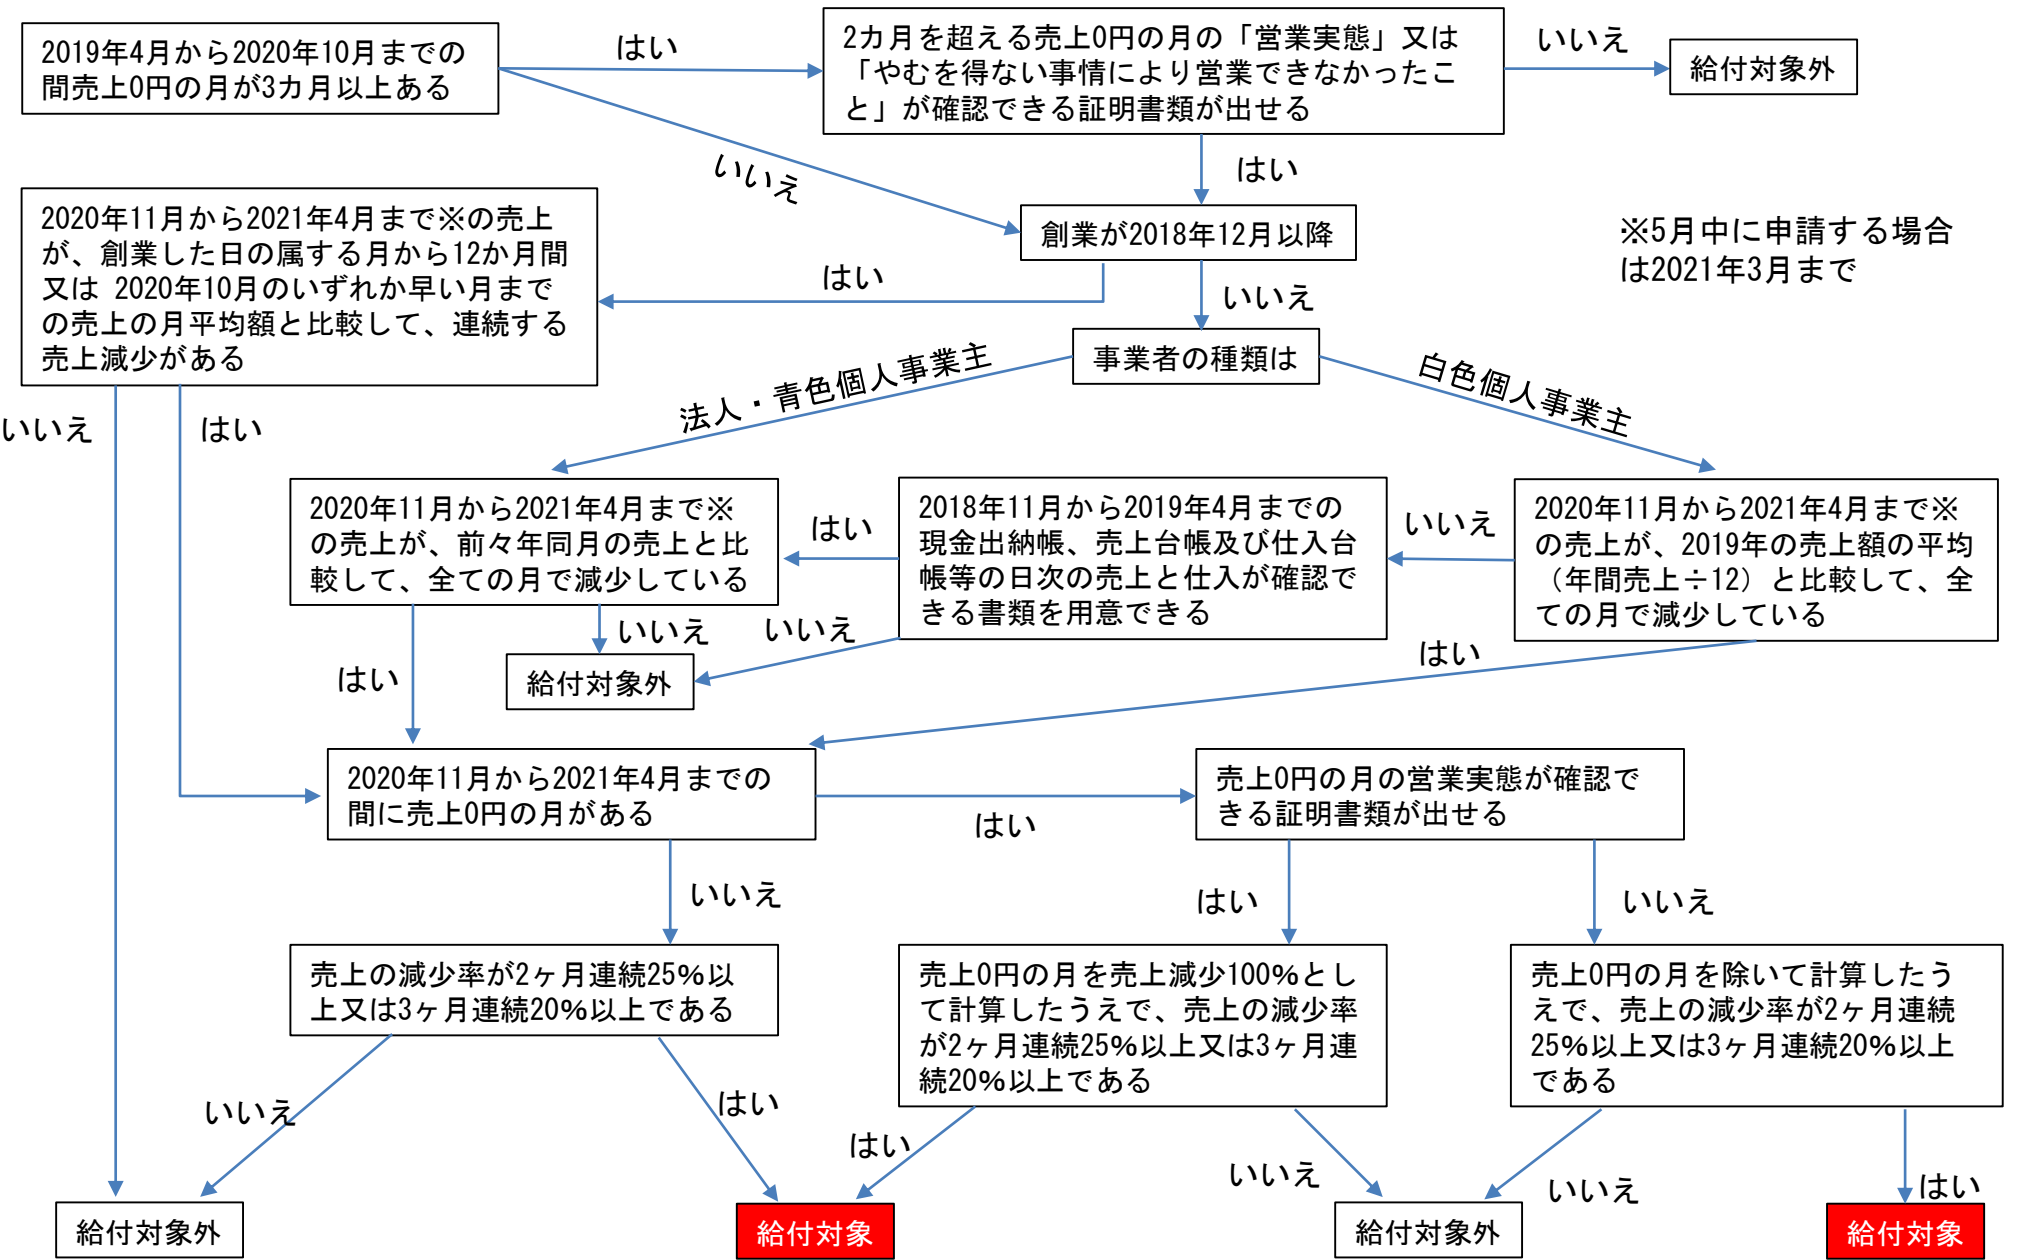 2019年4月から2020年10月までの
間売上0円の月が3カ月以上ある
はい
2カ月を超える売上0円の月の「営業実態」又は
「やむを得ない事情により営業できなかったこ
と」が確認できる証明書類が出せる
いいえ
給付対象外
いいえ
はい
2020年11月から2021年4月まで※の売上
が、創業した日の属する月から12か月間
又は 2020年10月のいずれか早い月まで
の売上の月平均額と比較して、連続する
売上減少がある
はい
創業が2018年12月以降
※5月中に申請する場合
は2021年3月まで
いいえ
事業者の種類は
法人・青色個人事業主
白色個人事業主
いいえ
はい
2020年11月から2021年4月まで※
の売上が、前々年同月の売上と比
較して、全ての月で減少している
はい
2018年11月から2019年4月までの
現金出納帳、売上台帳及び仕入台
帳等の日次の売上と仕入が確認で
きる書類を用意できる
いいえ
2020年11月から2021年4月まで※
の売上が、2019年の売上額の平均
（年間売上÷12）と比較して、全
ての月で減少している
いいえ
いいえ
はい
はい
給付対象外
2020年11月から2021年4月までの
間に売上0円の月がある
はい
売上0円の月の営業実態が確認で
きる証明書類が出せる
いいえ
はい
いいえ
売上の減少率が2ヶ月連続25%以
上又は3ヶ月連続20%以上である
売上0円の月を売上減少100%とし
て計算したうえで、売上の減少率
が2ヶ月連続25%以上又は3ヶ月連
続20%以上である
売上0円の月を除いて計算したう
えで、売上の減少率が2ヶ月連続
25%以上又は3ヶ月連続20%以上
である
いいえ
はい
はい
いいえ
いいえ
はい
給付対象外
給付対象
給付対象外
給付対象